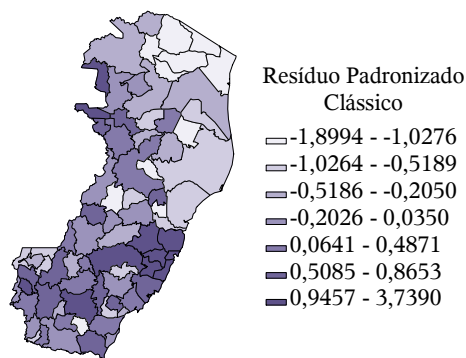 Resíduo Padronizado
Clássico
-1,8994 - -1,0276
-1,0264 - -0,5189
-0,5186 - -0,2050
-0,2026 - 0,0350
0,0641 - 0,4871
0,5085 - 0,8653
0,9457 - 3,7390